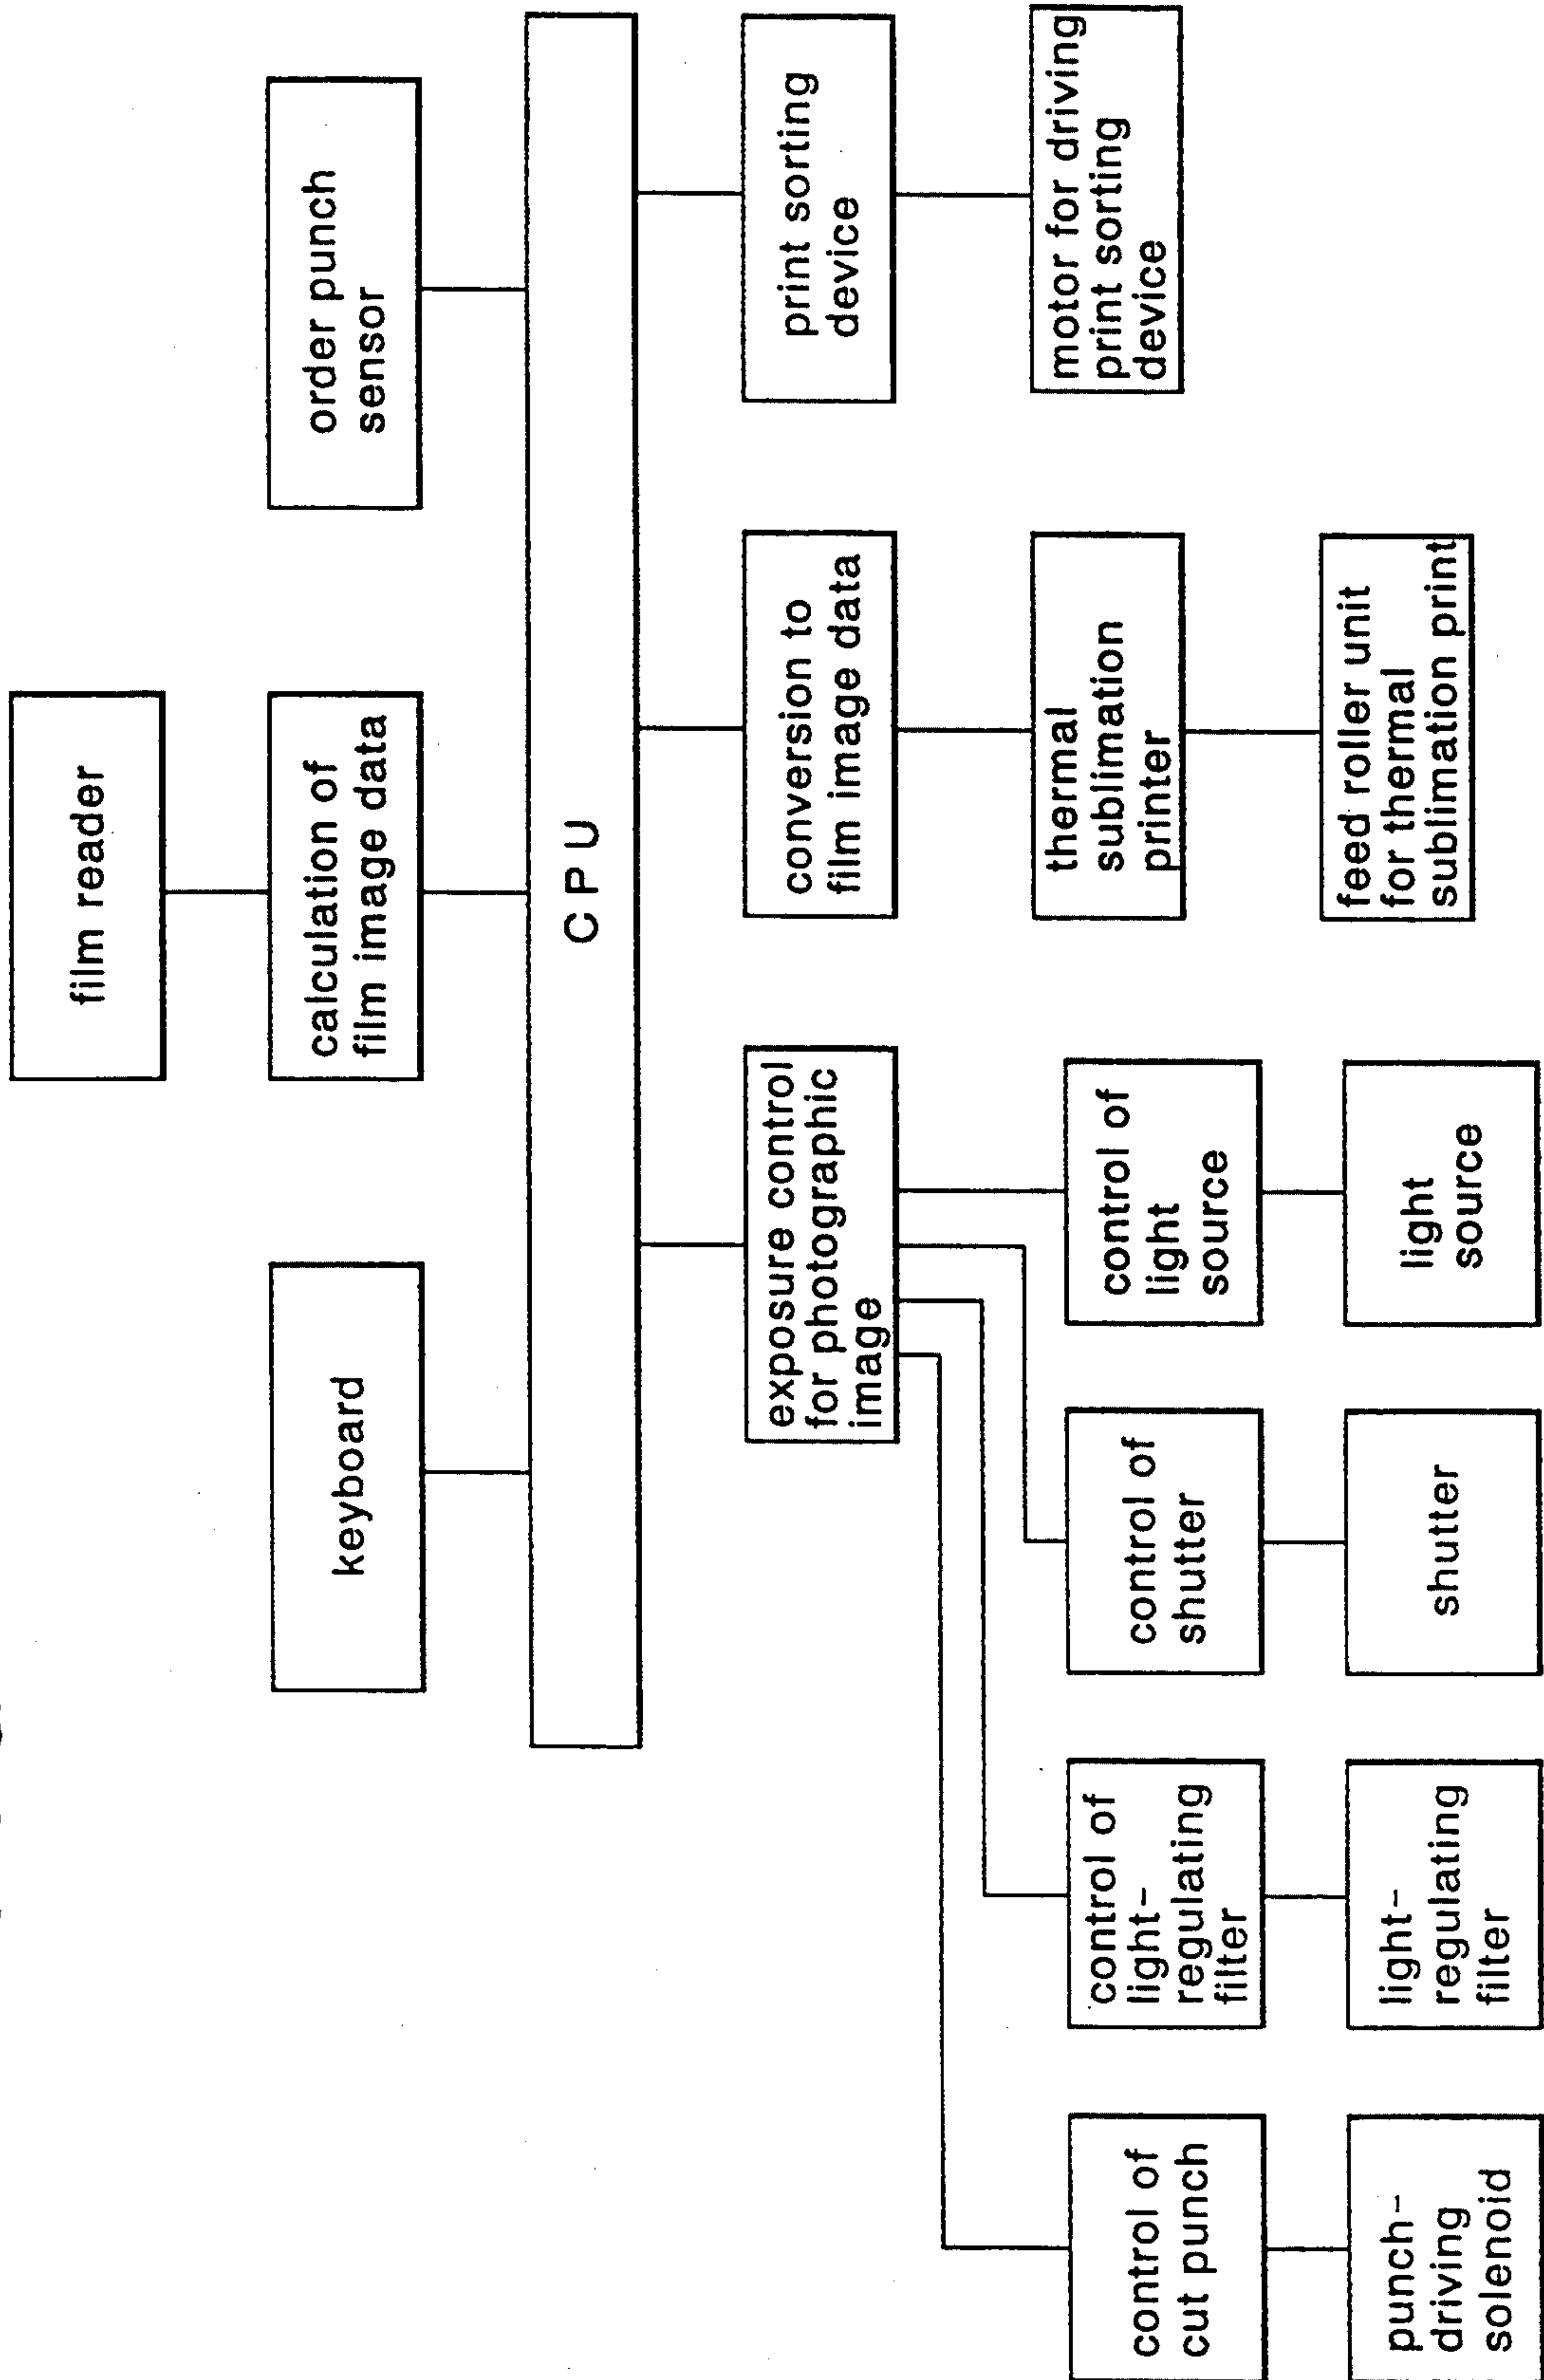 film reader
keyboard
calculation of
film image data
order punch
sensor
CPU
exposure control
for photographic
image
conversion to
film image data
print sorting
device
control of
cut punch
control of
light-
regulating
filter
control of
shutter
control of
light
source
thermal
sublimation
printer
motor for driving
print sorting
device
punch-
driving
solenoid
light-
regulating
filter
shutter
light
source
feed roller unit
for thermal
sublimation print